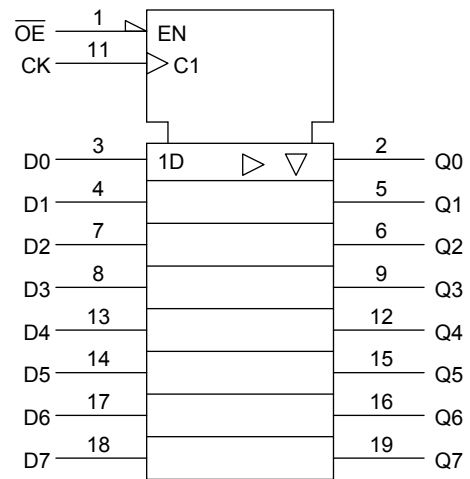 O̅E̅ 1 EN
CK 11 C1
D0 3 1D 2 Q0
D1 4 5 Q1
D2 7 6 Q2
D3 8 9 Q3
D4 13 12 Q4
D5 14 15 Q5
D6 17 16 Q6
D7 18 19 Q7